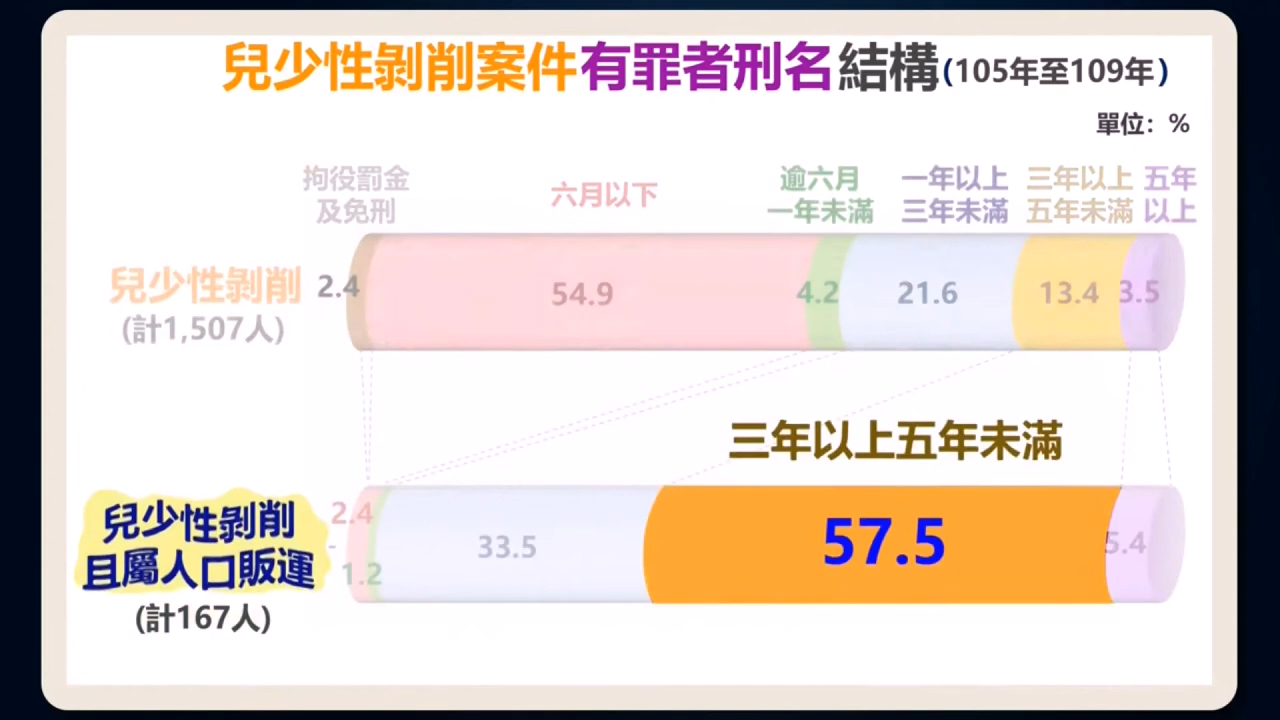 兒少性剝削案件有罪者刑名結構(105年至109年)
單位：%
拘役罰金
及免刑
六月以下
逾六月
一年未滿
一年以上
三年未滿
三年以上
五年未滿
五年
以上
兒少性剝削
(計1,507人)
2.4
54.9
4.2
21.6
13.4
3.5
三年以上五年未滿
兒少性剝削
且屬人口販運
(計167人)
2.4
-
1.2
33.5
57.5
5.4